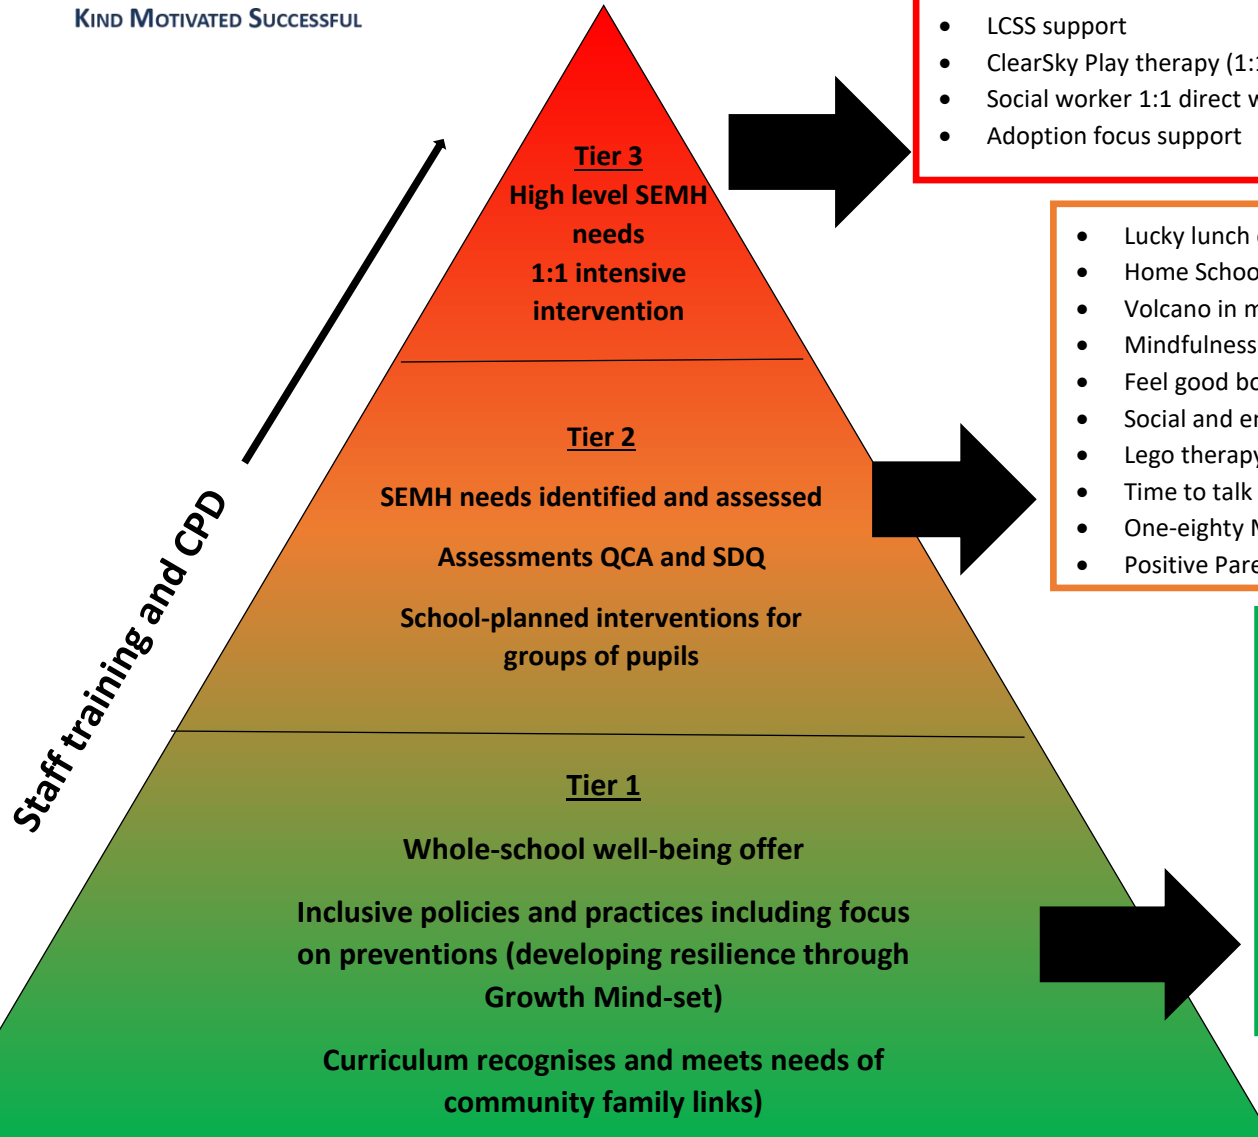 KIND MOTIVATED SUCCESSFUL
Tier 3
High level SEMH
needs
1:1 intensive
intervention
• LCSS support
• ClearSky Play therapy
• Social worker 1:1 direct
• Adoption focus support
Tier 2
SEMH needs identified and assessed
Assessments QCA and SDQ
School-planned interventions for
groups of pupils
• Lucky lunch
• Home
• Volcano in
• Mindfulness
• Feel good
• Social and
• Lego therapy
• Time to talk
• One-eighty
• Positive
Staff training and CPD
Tier 1
Whole-school well-being offer
Inclusive policies and practices including focus
on preventions (developing resilience through
Growth Mind-set)
Curriculum recognises and meets needs of
community family links)